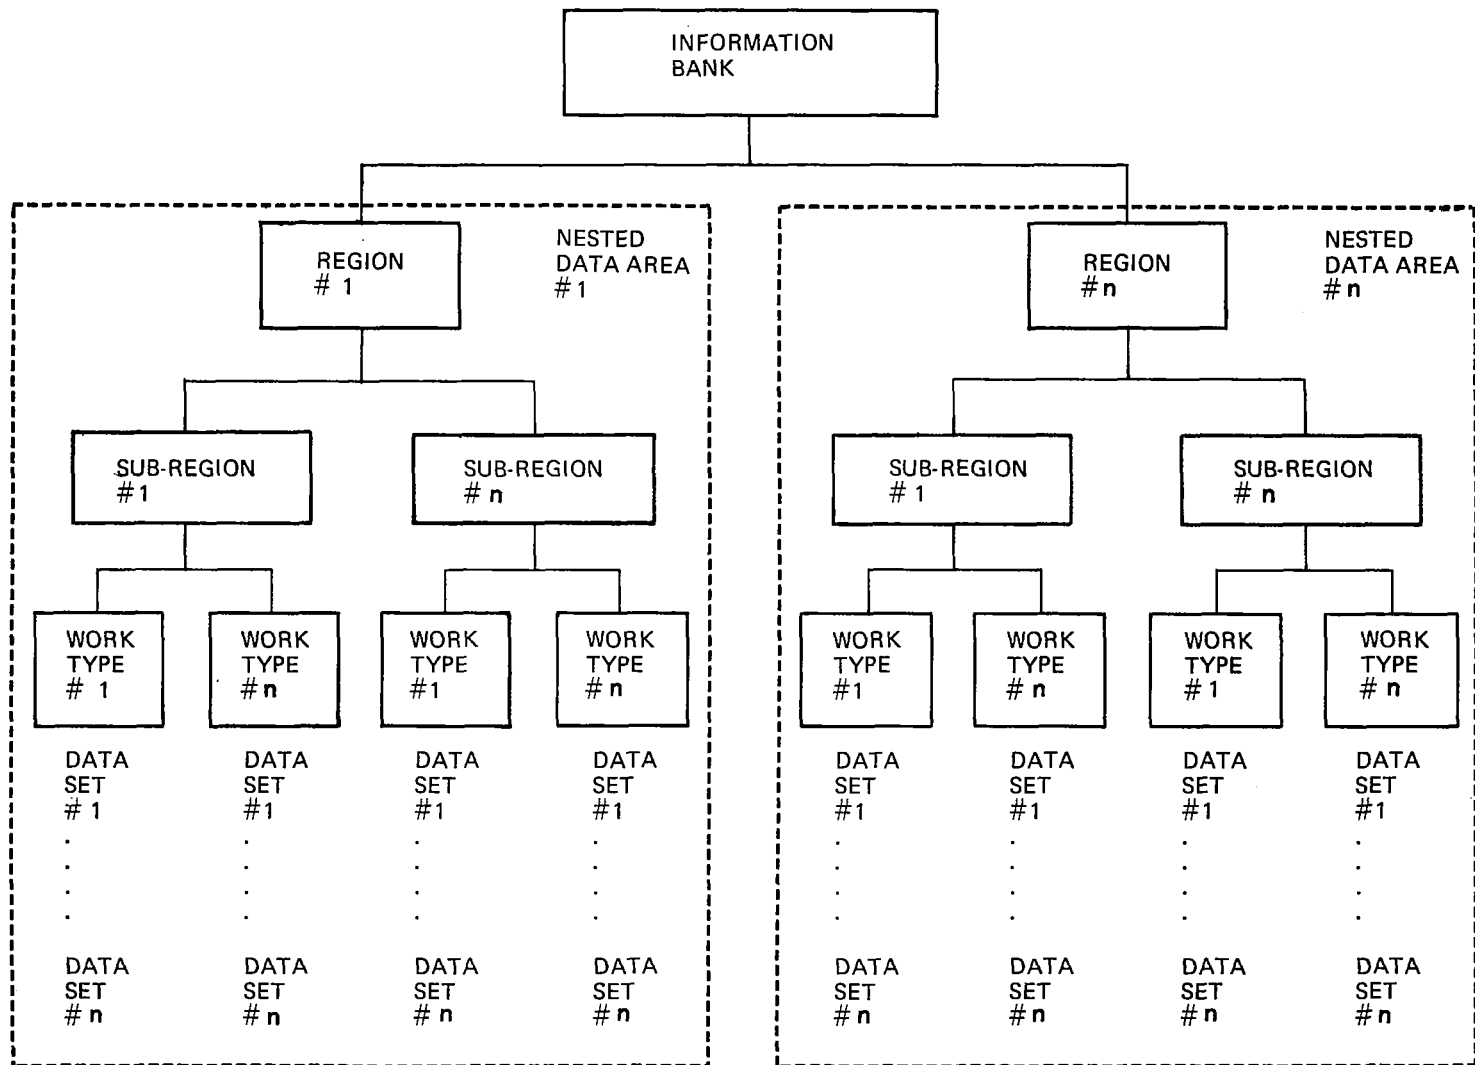 INFORMATION
BANK
REGION
# 1
NESTED
DATA AREA
#1
REGION
#n
NESTED
DATA AREA
#n
SUB-REGION
#1
SUB-REGION
# n
SUB-REGION
#1
SUB-REGION
# n
WORK
TYPE
# 1
WORK
TYPE
#n
WORK
TYPE
#1
WORK
TYPE
#n
WORK
TYPE
#1
WORK
TYPE
#n
WORK
TYPE
#1
WORK
TYPE
#n
DATA
SET
#1
.
.
.
.
DATA
SET
#n
DATA
SET
#1
.
.
.
.
DATA
SET
#n
DATA
SET
#1
.
.
.
.
DATA
SET
#n
DATA
SET
#1
.
.
.
.
DATA
SET
#n
DATA
SET
#1
.
.
.
.
DATA
SET
#n
DATA
SET
#1
.
.
.
.
DATA
SET
#n
DATA
SET
#1
.
.
.
.
DATA
SET
#n
DATA
SET
#1
.
.
.
.
DATA
SET
#n